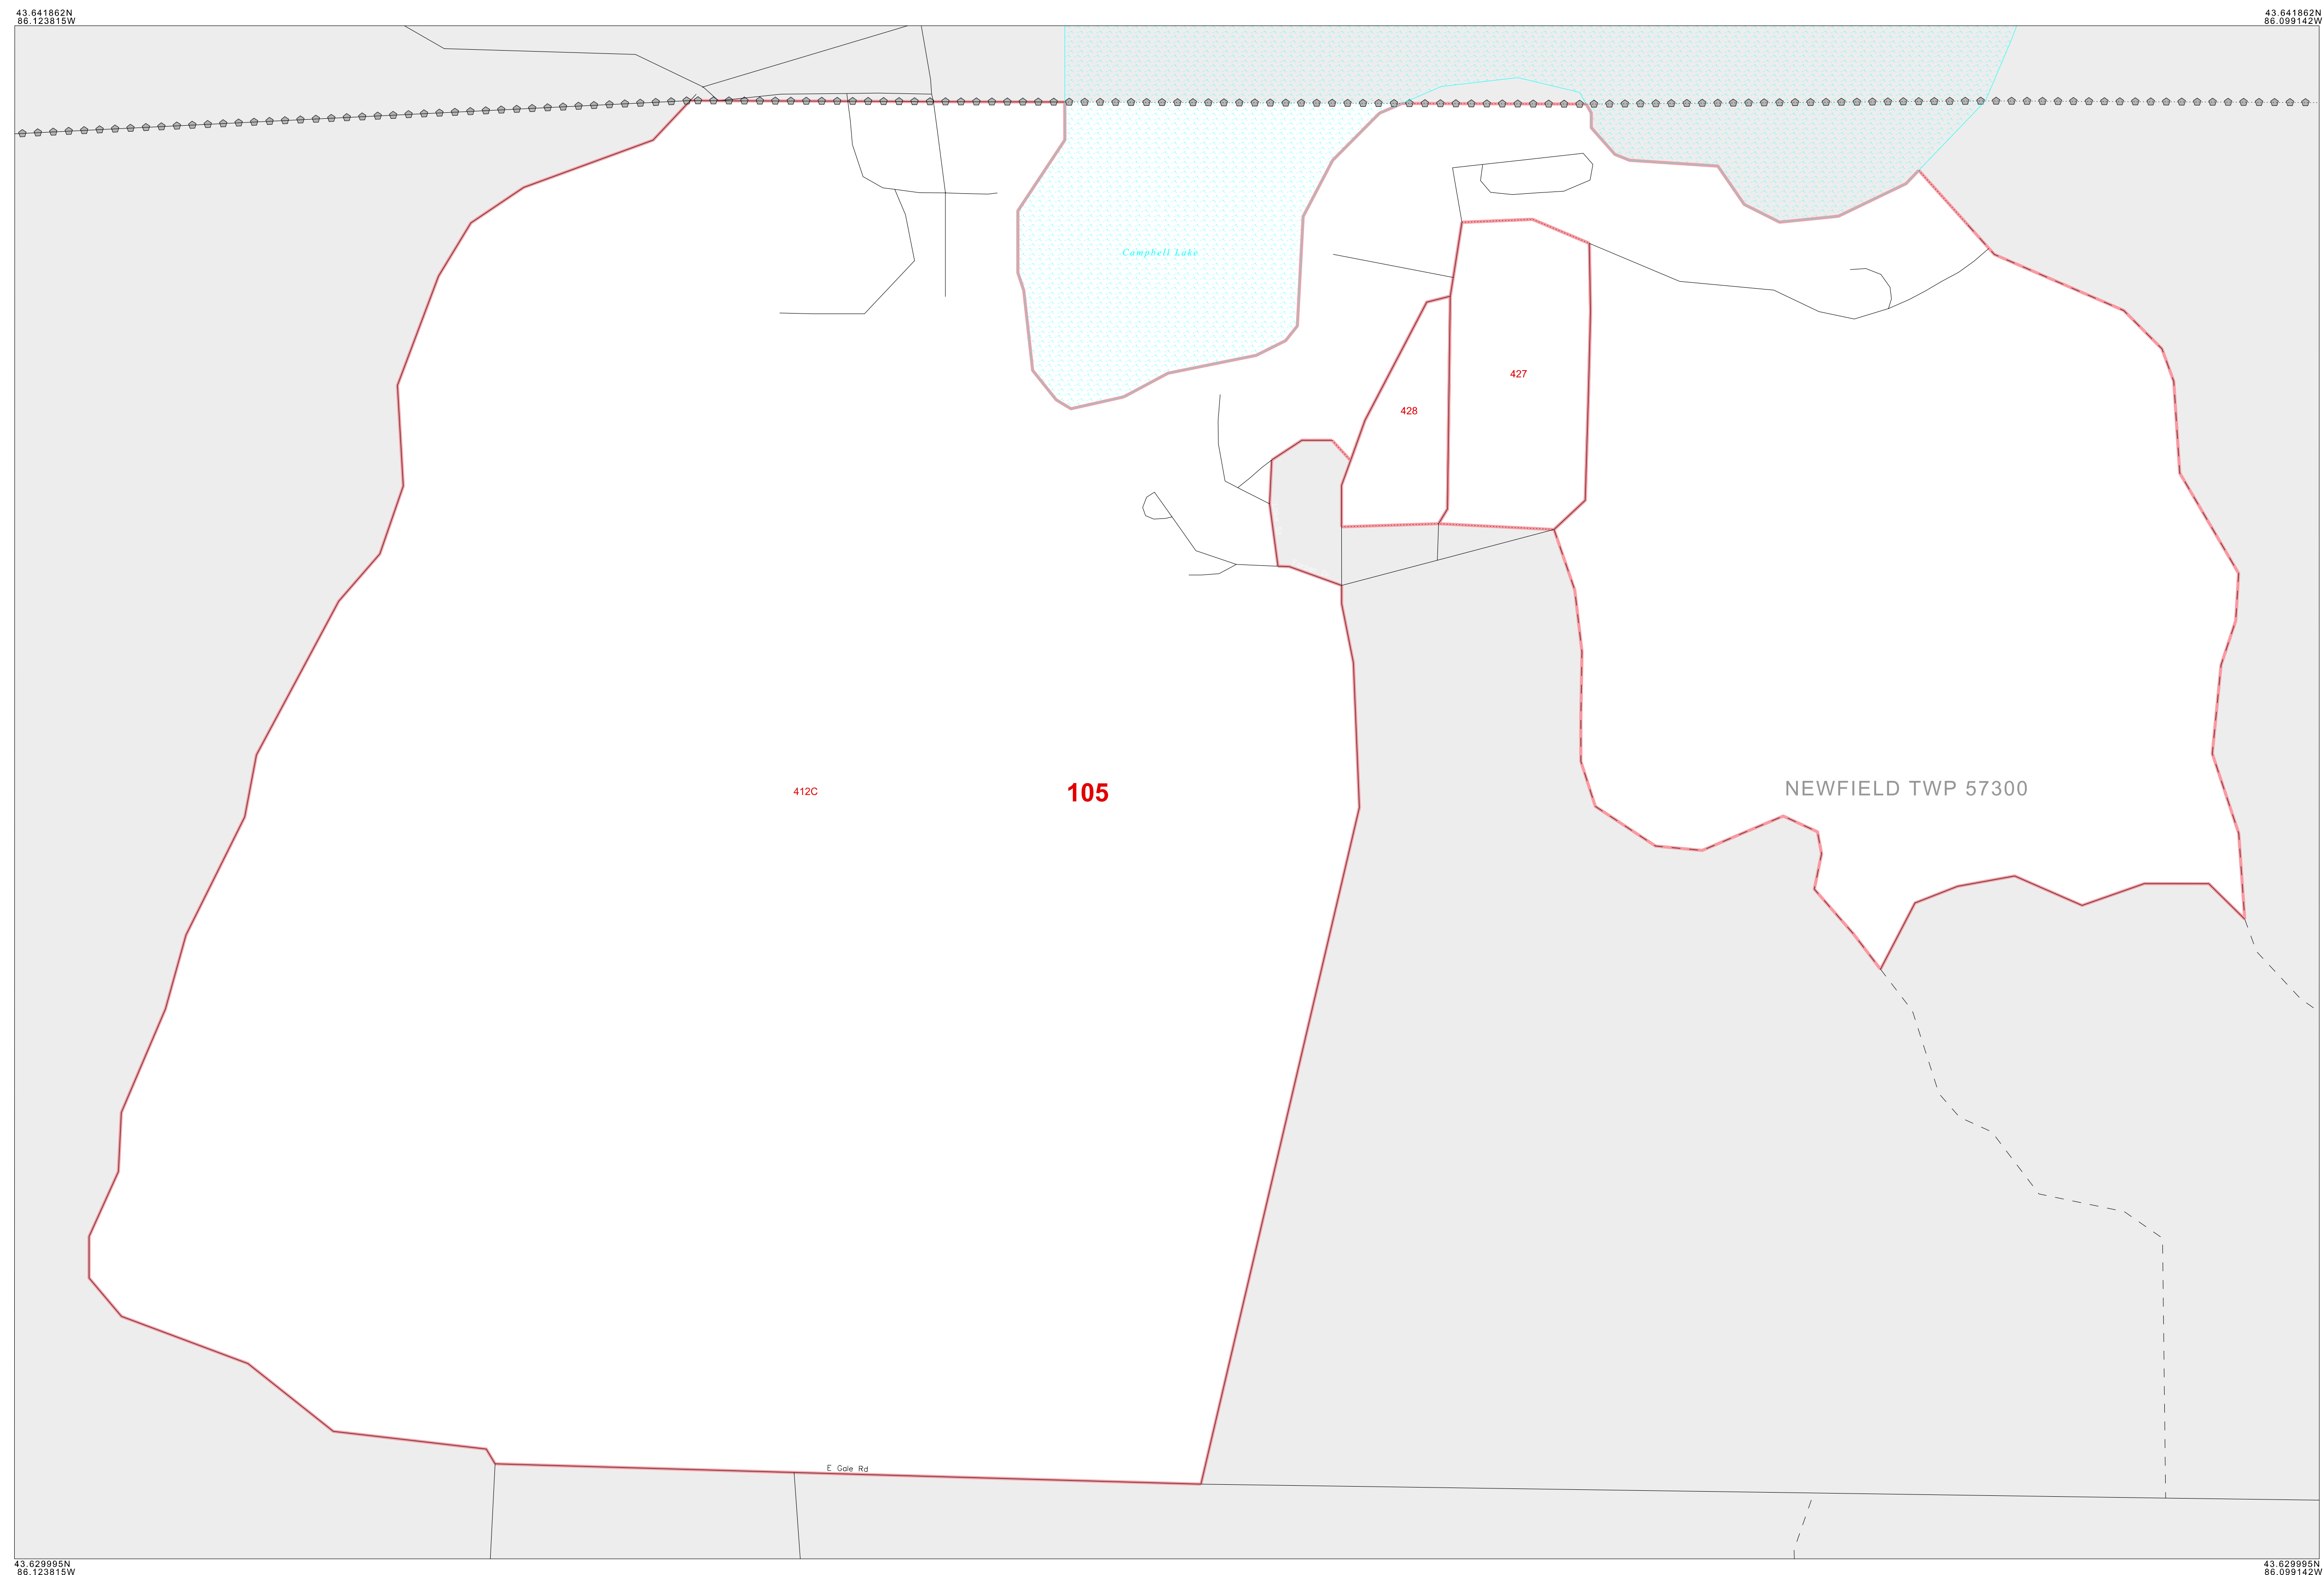 43.641862N
86.123815W
43.641862N
86.099142W
Campbell Lake
427
428
412C
105
NEWFIELD TWP 57300
E Gale Rd
43.629995N
86.123815W
43.629995N
86.099142W